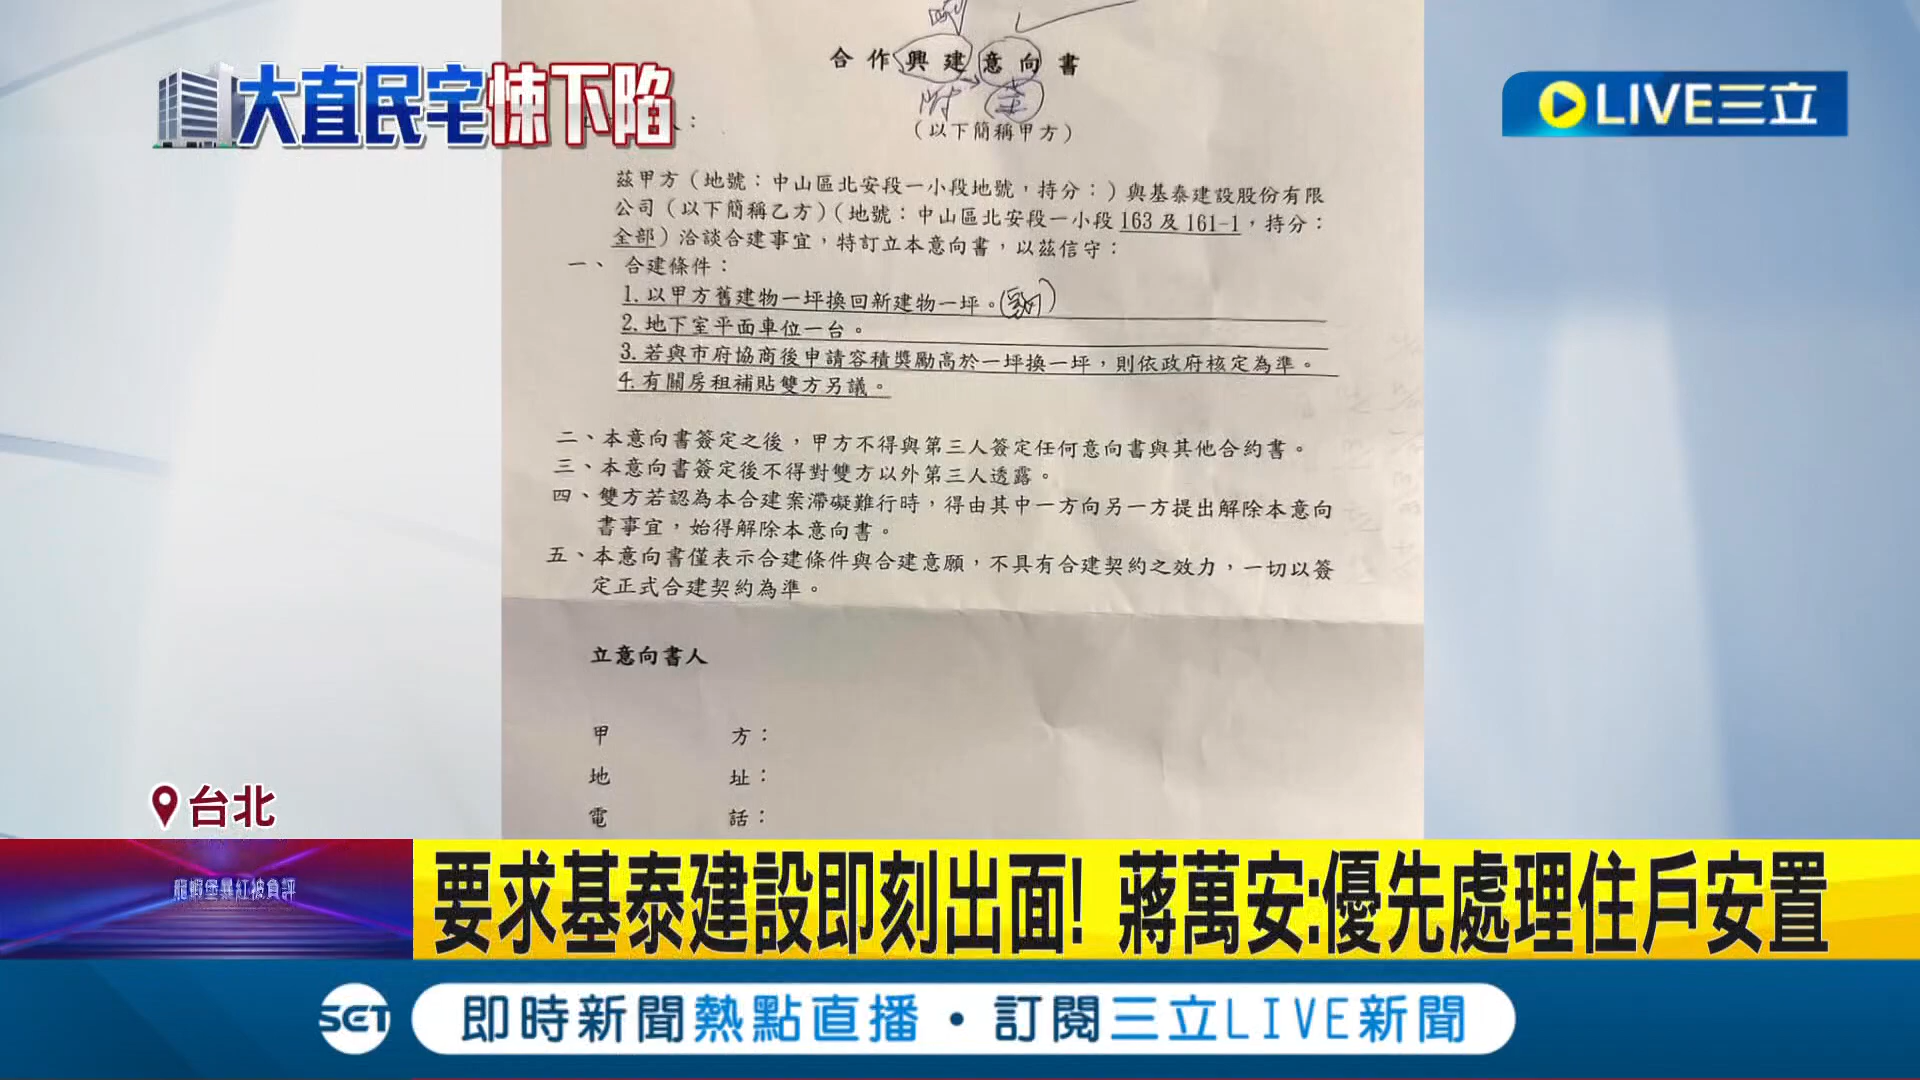 大直民宅悚下陷
LIVE三立
合作興建意向書
附
人：
（以下簡稱甲方）
茲甲方（地號：中山區北安段一小段地號，持分：）與基泰建設股份有限
公司（以下簡稱乙方）（地號：中山區北安段一小段 163 及 161-1，持分：
全部）洽談合建事宜，特訂立本意向書，以茲信守：
一、 合建條件：
1. 以甲方舊建物一坪換回新建物一坪。
2. 地下室平面車位一台。
3. 若與市府協商後申請容積獎勵高於一坪換一坪，則依政府核定為準。
4. 有關房租補貼雙方另議。
二、本意向書簽定之後，甲方不得與第三人簽定任何意向書與其他合約書。
三、本意向書簽定後不得對雙方以外第三人透露。
四、雙方若認為本合建案滯礙難行時，得由其中一方向另一方提出解除本意向
書事宜，始得解除本意向書。
五、本意向書僅表示合建條件與合建意願，不具有合建契約之效力，一切以簽
定正式合建契約為準。
立意向書人
甲方：
地址：
電話：
台北
龍蝦堡暴紅被負評
要求基泰建設即刻出面! 蔣萬安:優先處理住戶安置
SET 即時新聞熱點直播・訂閱三立LIVE新聞